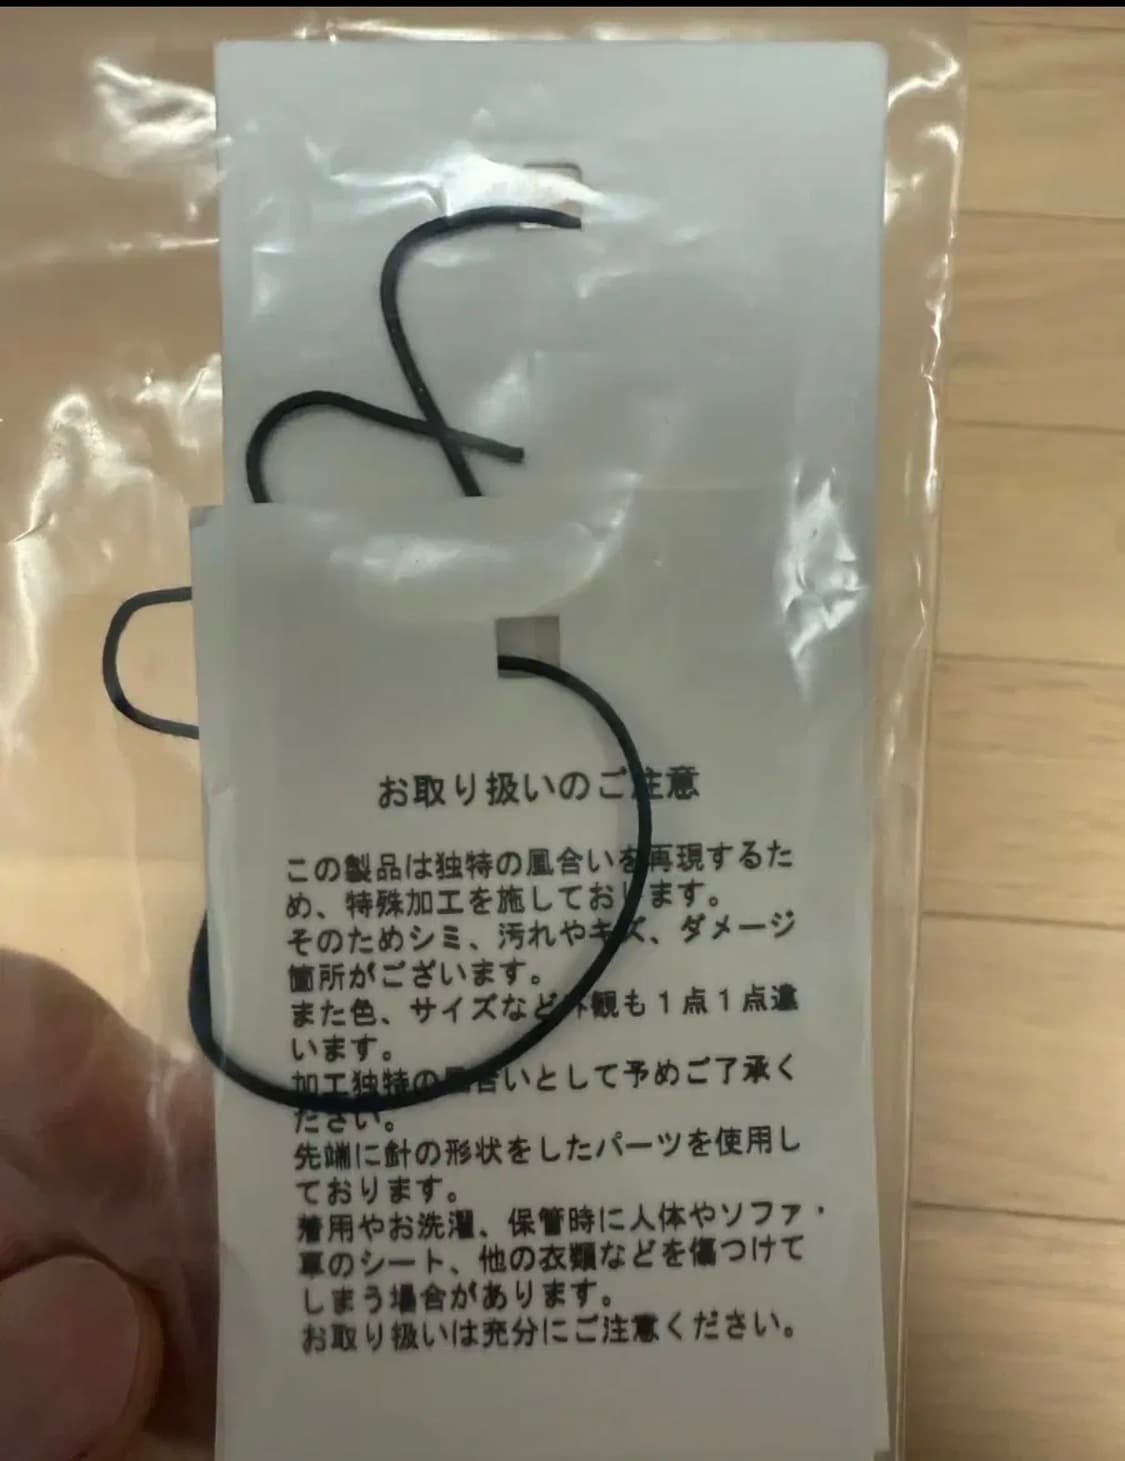 お取り扱いのご注意
この製品は独特の風合いを再現するた
め、特殊加工を施しております。
そのためシミ、汚れやキズ、ダメージ
箇所がございます。
また色、サイズなど外観も1点1点違
います。
加工独特の風合いとして予めご了承く
ださい。
先端に針の形状をしたパーツを使用し
ております。
着用やお洗濯、保管時に人体やソファ・
車のシート、他の衣類などを傷つけて
しまう場合があります。
お取り扱いは充分にご注意ください。